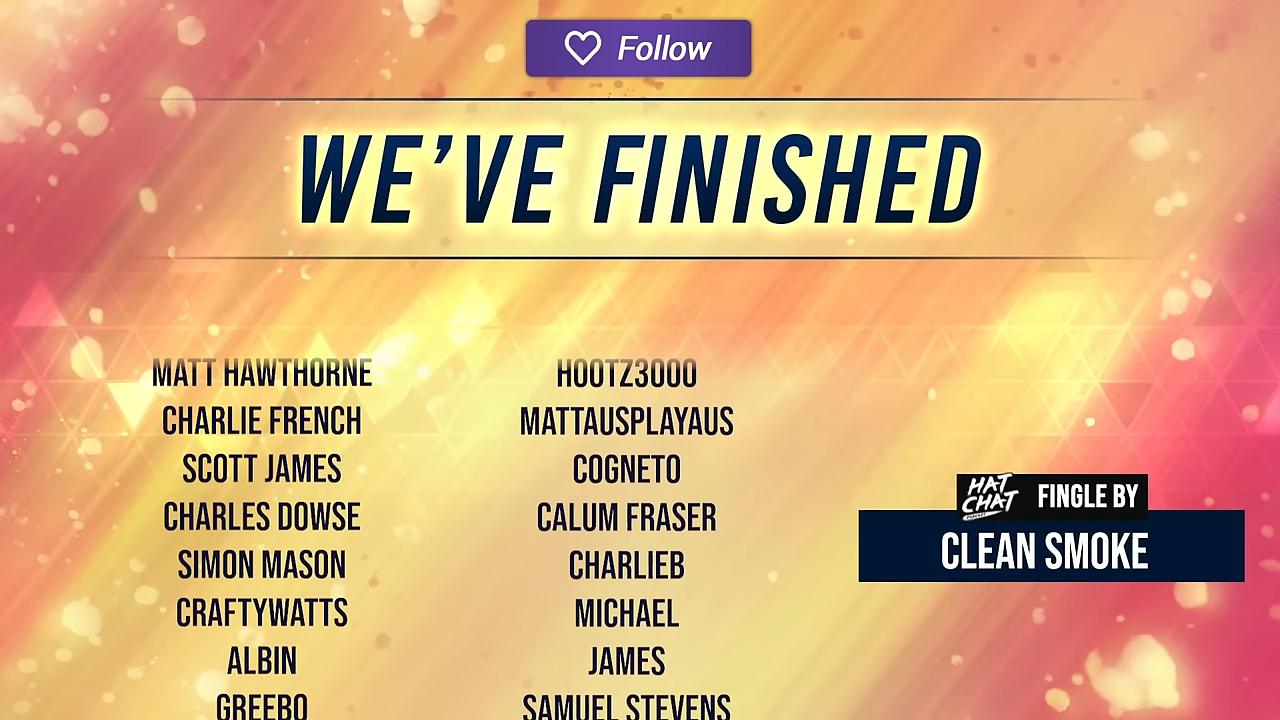 Follow
WE'VE FINISHED
MATT HAWTHORNE
CHARLIE FRENCH
SCOTT JAMES
CHARLES DOWSE
SIMON MASON
CRAFTYWATTS
ALBIN
GREEBO
HOOTZ3000
MATTAUSPLAYAUS
COGNETO
CALUM FRASER
CHARLIEB
MICHAEL
JAMES
SAMUEL STEVENS
HAT CHAT
PODCAST
FINGLE BY
CLEAN SMOKE